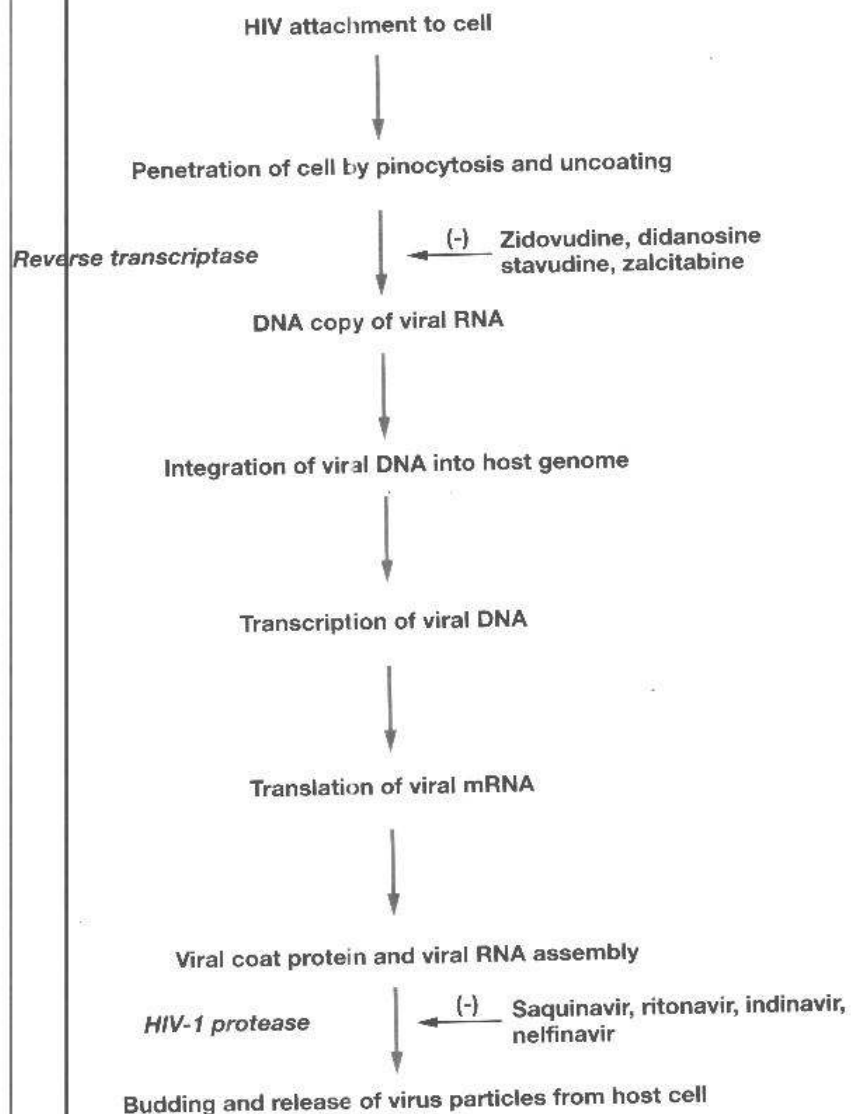 HIV attachment to cell
Penetration of cell by pinocytosis and uncoating
Reverse transcriptase
(-)
Zidovudine, didanosine
stavudine, zalcitabine
DNA copy of viral RNA
Integration of viral DNA into host genome
Transcription of viral DNA
Translation of viral mRNA
Viral coat protein and viral RNA assembly
HIV-1 protease
(-)
Saquinavir, ritonavir, indinavir,
nelfinavir
Budding and release of virus particles from host cell